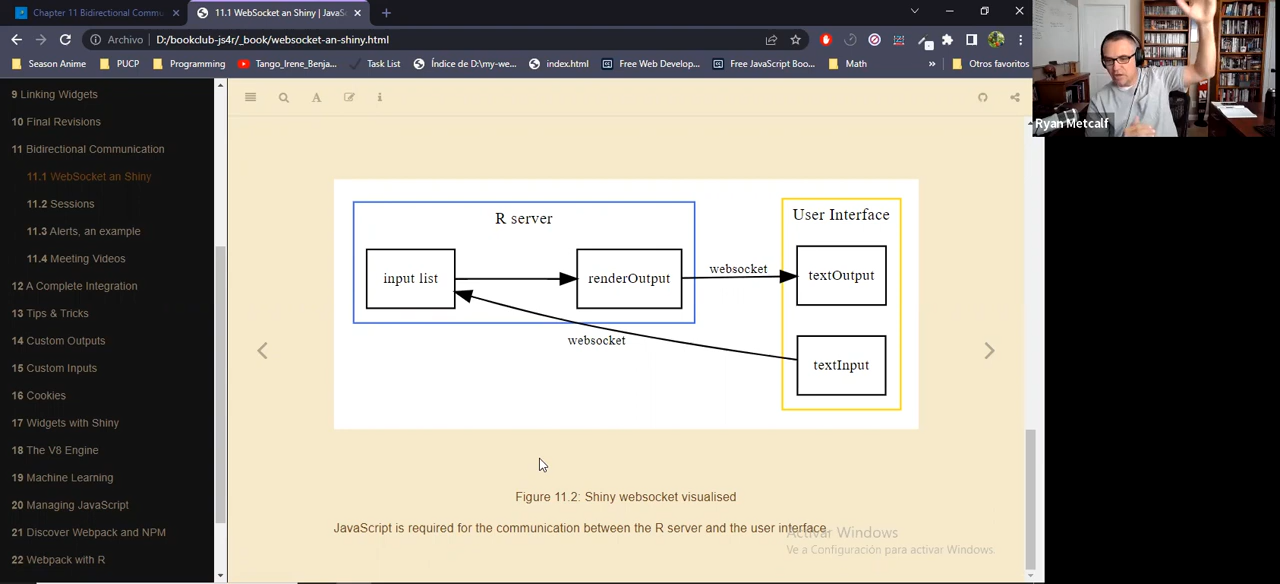 Chapter 11 Bidirectional Commu
11.1 WebSocket an Shiny | JavaS
Archivo
D:/bookclub-js4r/_book/websocket-an-shiny.html
Season Anime
PUCP
Programming
Tango_Irene_Benja...
Task List
Índice de D:\my-we...
index.html
Free Web Develop...
Free JavaScript Boo...
Math
»
Otros favoritos
Ryan Metcalf
9 Linking Widgets
10 Final Revisions
11 Bidirectional Communication
11.1 WebSocket an Shiny
11.2 Sessions
11.3 Alerts, an example
11.4 Meeting Videos
12 A Complete Integration
13 Tips & Tricks
14 Custom Outputs
15 Custom Inputs
16 Cookies
17 Widgets with Shiny
18 The V8 Engine
19 Machine Learning
20 Managing JavaScript
21 Discover Webpack and NPM
22 Webpack with R
R server
User Interface
input list
renderOutput
websocket
textOutput
websocket
textInput
Figure 11.2: Shiny websocket visualised
JavaScript is required for the communication between the R server and the user interface.
Activar Windows
Ve a Configuración para activar Windows.